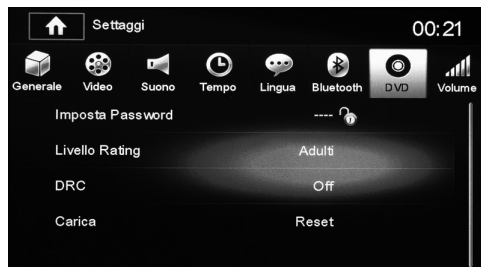 Settaggi 00:21
Generale Video Suono Tempo Lingua Bluetooth DVD Volume
Imposta Password ----
Livello Rating Adulti
DRC Off
Carica Reset